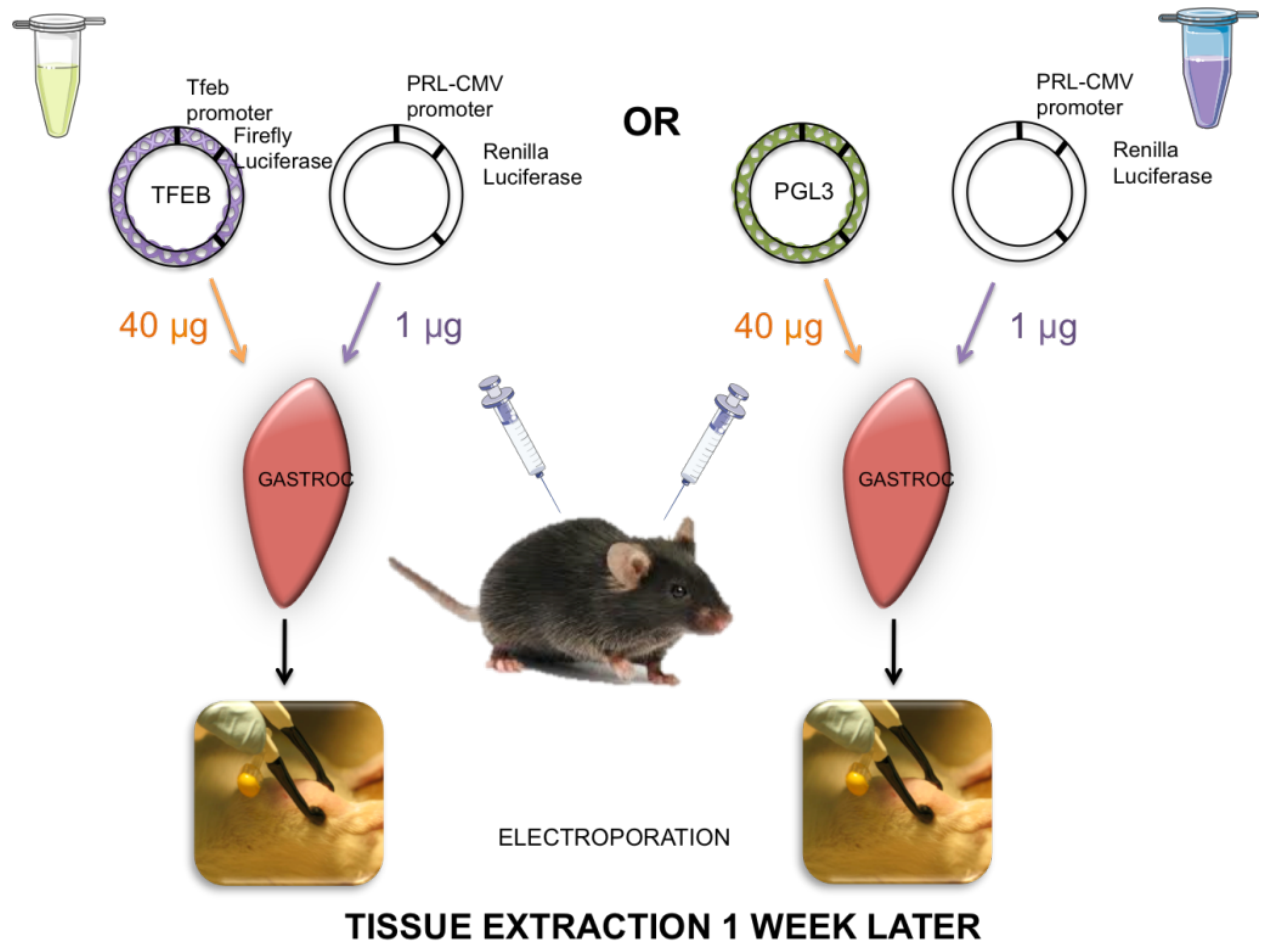 Tfeb
promoter
Firefly
Luciferase
TFEB
PRL-CMV
promoter
Renilla
Luciferase
OR
PGL3
PRL-CMV
promoter
Renilla
Luciferase
40 µg
1 µg
40 µg
1 µg
GASTROC
GASTROC
ELECTROPORATION
TISSUE EXTRACTION 1 WEEK LATER